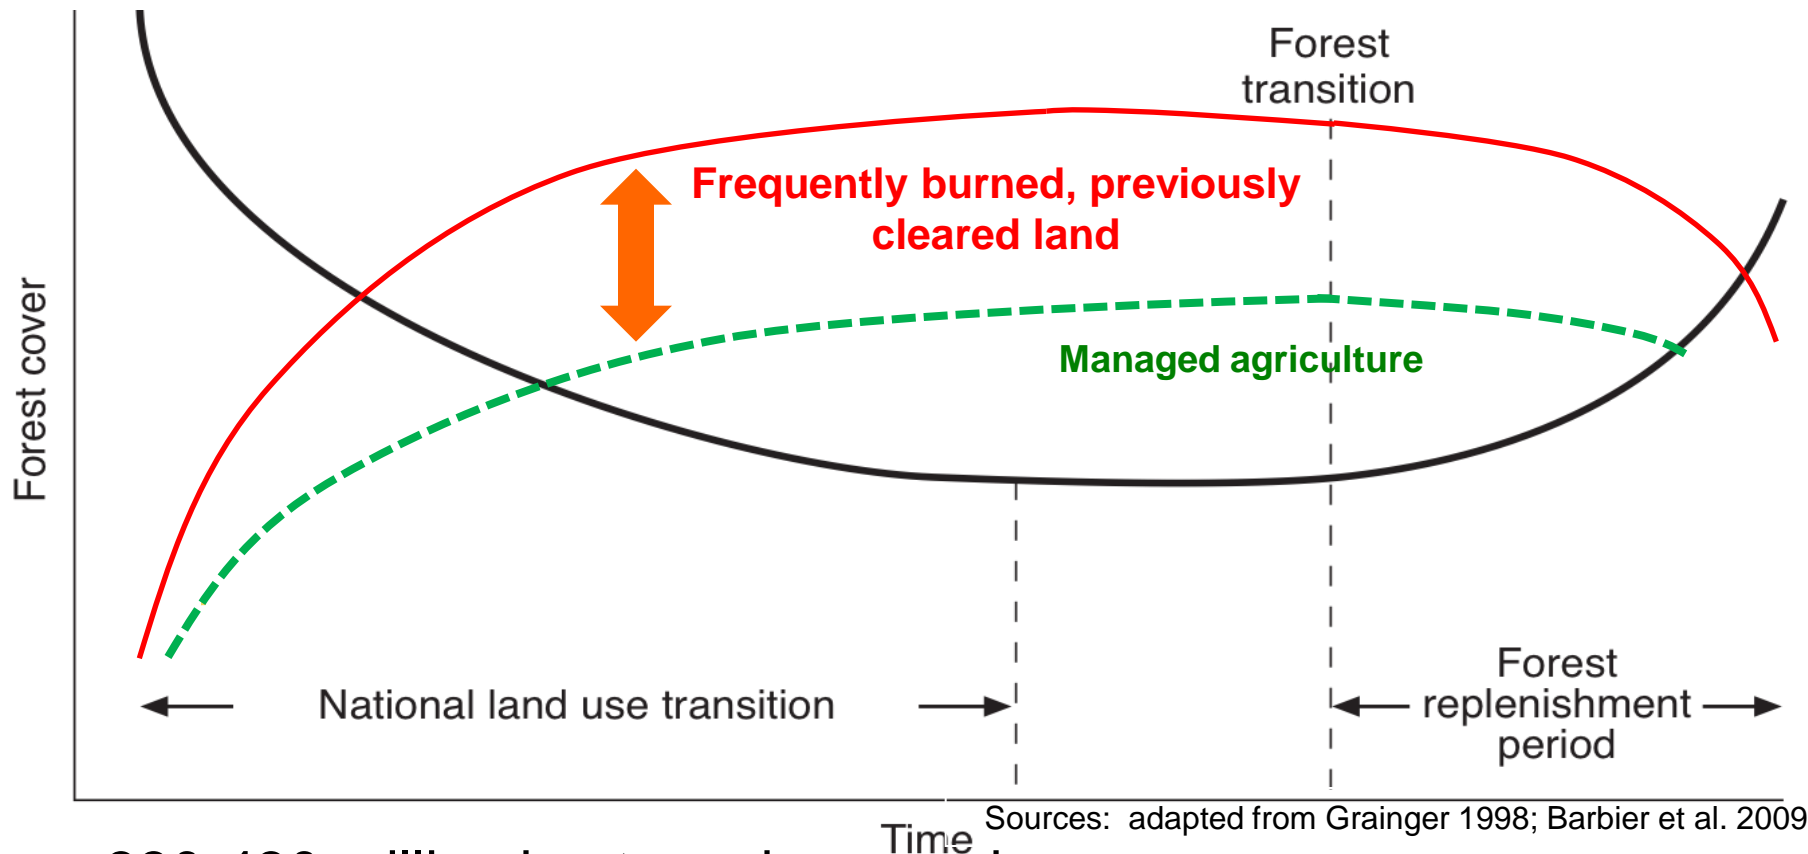 Forest
transition
Frequently burned, previously
cleared land
Forest cover
Managed agriculture
National land use transition
Forest
replenishment
period
Sources: adapted from Grainger 1998; Barbier et al. 2009
Time